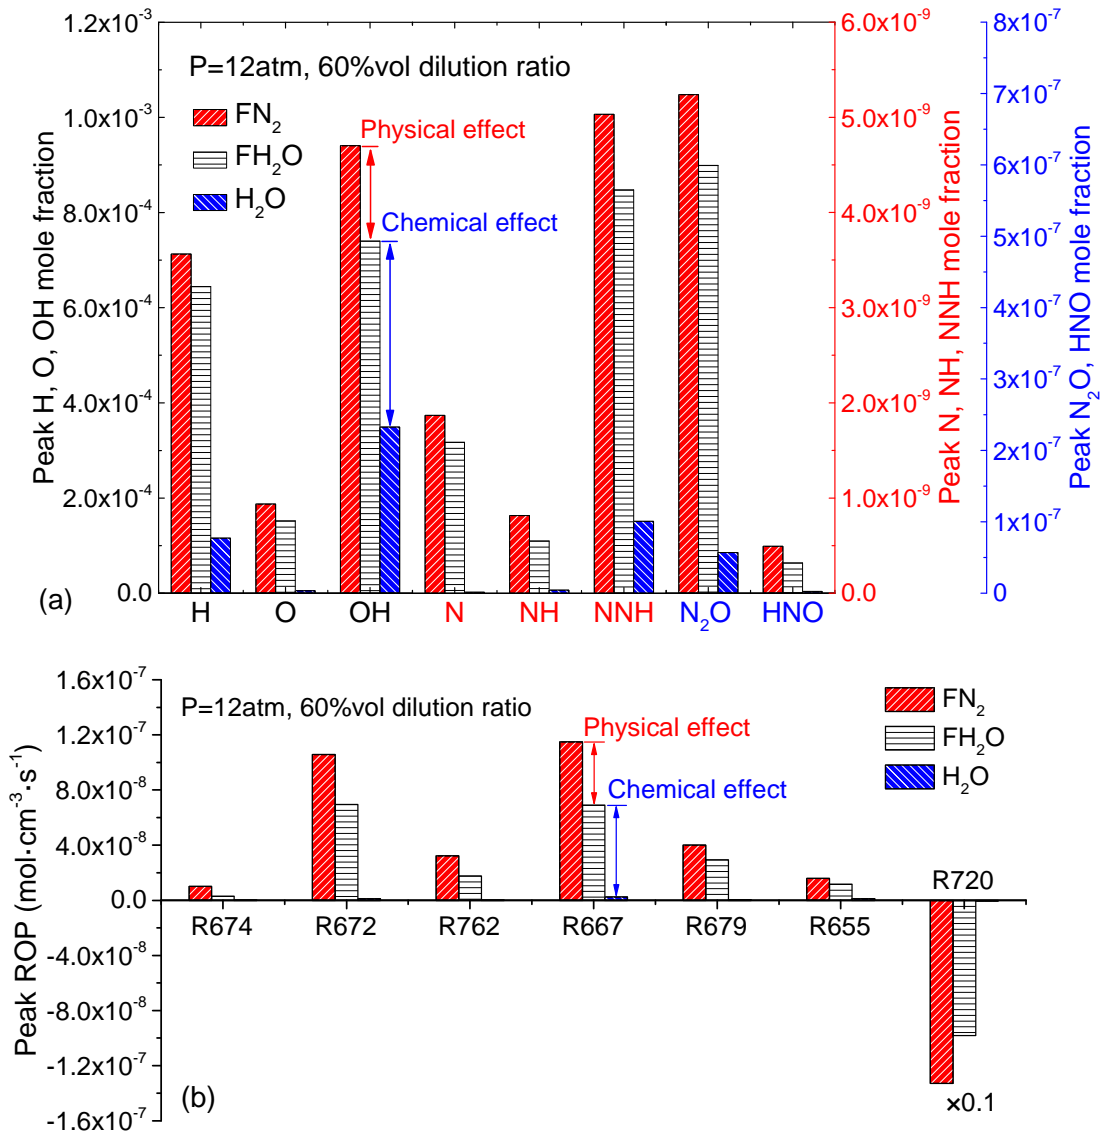 1.2x10⁻³
1.0x10⁻³
8.0x10⁻⁴
6.0x10⁻⁴
4.0x10⁻⁴
2.0x10⁻⁴
0.0
Peak H, O, OH mole fraction
P=12atm, 60%vol dilution ratio
FN₂
FH₂O
H₂O
Physical effect
Chemical effect
6.0x10⁻⁹
5.0x10⁻⁹
4.0x10⁻⁹
3.0x10⁻⁹
2.0x10⁻⁹
1.0x10⁻⁹
0.0
Peak N, NH, NNH mole fraction
8x10⁻⁷
7x10⁻⁷
6x10⁻⁷
5x10⁻⁷
4x10⁻⁷
3x10⁻⁷
2x10⁻⁷
1x10⁻⁷
0
Peak N₂O, HNO mole fraction
(a)
H O OH N NH NNH N₂O HNO
1.6x10⁻⁷
1.2x10⁻⁷
8.0x10⁻⁸
4.0x10⁻⁸
0.0
-4.0x10⁻⁸
-8.0x10⁻⁸
-1.2x10⁻⁷
-1.6x10⁻⁷
Peak ROP (mol·cm⁻³·s⁻¹)
P=12atm, 60%vol dilution ratio
Physical effect
Chemical effect
FN₂
FH₂O
H₂O
R720
R674 R672 R762 R667 R679 R655
(b)
×0.1